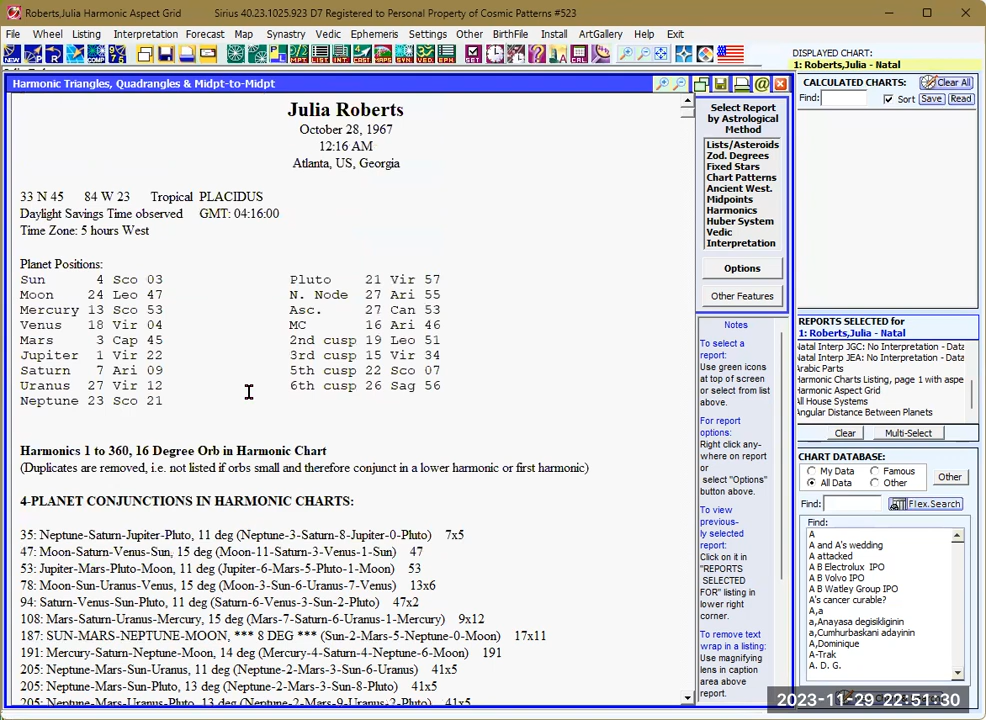 Roberts,Julia Harmonic Aspect Grid
Sirius 40.23.1025.923 D7 Registered to Personal Property of Cosmic Patterns #523
File Wheel Listing Interpretation Forecast Map Synastry Vedic Ephemeris Settings Other BirthFile Install ArtGallery Help Exit
DISPLAYED CHART:
1: Roberts,Julia - Natal
Harmonic Triangles, Quadrangles & Midpt-to-Midpt
Julia Roberts
October 28, 1967
12:16 AM
Atlanta, US, Georgia
33 N 45 84 W 23 Tropical PLACIDUS
Daylight Savings Time observed GMT: 04:16:00
Time Zone: 5 hours West
Planet Positions:
Sun 4 Sco 03 Pluto 21 Vir 57
Moon 24 Leo 47 N. Node 27 Ari 55
Mercury 13 Sco 53 Asc. 27 Can 53
Venus 18 Vir 04 MC 16 Ari 46
Mars 3 Cap 45 2nd cusp 19 Leo 51
Jupiter 1 Vir 22 3rd cusp 15 Vir 34
Saturn 7 Ari 09 5th cusp 22 Sco 07
Uranus 27 Vir 12 6th cusp 26 Sag 56
Neptune 23 Sco 21
Harmonics 1 to 360, 16 Degree Orb in Harmonic Chart
(Duplicates are removed, i.e. not listed if orbs small and therefore conjunct in a lower harmonic or first harmonic)
4-PLANET CONJUNCTIONS IN HARMONIC CHARTS:
35: Neptune-Saturn-Jupiter-Pluto, 11 deg (Neptune-3-Saturn-8-Jupiter-0-Pluto) 7x5
47: Moon-Saturn-Venus-Sun, 15 deg (Moon-11-Saturn-3-Venus-1-Sun) 47
53: Jupiter-Mars-Pluto-Moon, 11 deg (Jupiter-6-Mars-5-Pluto-1-Moon) 53
78: Moon-Sun-Uranus-Venus, 15 deg (Moon-3-Sun-6-Uranus-7-Venus) 13x6
94: Saturn-Venus-Sun-Pluto, 11 deg (Saturn-6-Venus-3-Sun-2-Pluto) 47x2
108: Mars-Saturn-Uranus-Mercury, 15 deg (Mars-7-Saturn-6-Uranus-1-Mercury) 9x12
187: SUN-MARS-NEPTUNE-MOON, *** 8 DEG *** (Sun-2-Mars-5-Neptune-0-Moon) 17x11
191: Mercury-Saturn-Neptune-Moon, 14 deg (Mercury-4-Saturn-4-Neptune-6-Moon) 191
205: Neptune-Mars-Sun-Uranus, 11 deg (Neptune-2-Mars-3-Sun-6-Uranus) 41x5
205: Neptune-Mars-Sun-Pluto, 13 deg (Neptune-2-Mars-3-Sun-8-Pluto) 41x5
205: Neptune-Mars-Uranus-Pluto, 13 deg (Neptune-2-Mars-9-Uranus-2-Pluto) 41x5
Select Report
by Astrological
Method
Lists/Asteroids
Zod. Degrees
Fixed Stars
Chart Patterns
Ancient West.
Midpoints
Harmonics
Huber System
Vedic
Interpretation
Options
Other Features
Notes
To select a
report:
Use green icons
at top of screen
or select from list
above.
For report
options:
Right click any-
where on report
or
select "Options"
button above.
To view
previous-
ly selected
report:
Click on it in
"REPORTS
SELECTED
FOR" listing in
lower right
corner.
To remove text
wrap in a listing:
Use magnifying
lens in caption
area above
report.
CALCULATED CHARTS:
Clear All
Find:
Sort
Save
Read
REPORTS SELECTED for
1: Roberts,Julia - Natal
Natal Interp JGC: No Interpretation - Data
Natal Interp JEA: No Interpretation - Data
Arabic Parts
Harmonic Charts Listing, page 1 with aspe
Harmonic Aspect Grid
All House Systems
Angular Distance Between Planets
Clear
Multi-Select
CHART DATABASE:
My Data
Famous
All Data
Other
Other
Find:
Flex.Search
Find:
A
A and A's wedding
A attacked
A B Electrolux IPO
A B Volvo IPO
A B Watley Group IPO
A's cancer curable?
A,a
a,Anayasa degisikliginin
a,Cumhurbaskani adayinin
A,Dominique
A-Trak
A. D. G.
2023-11-29 22:51:30